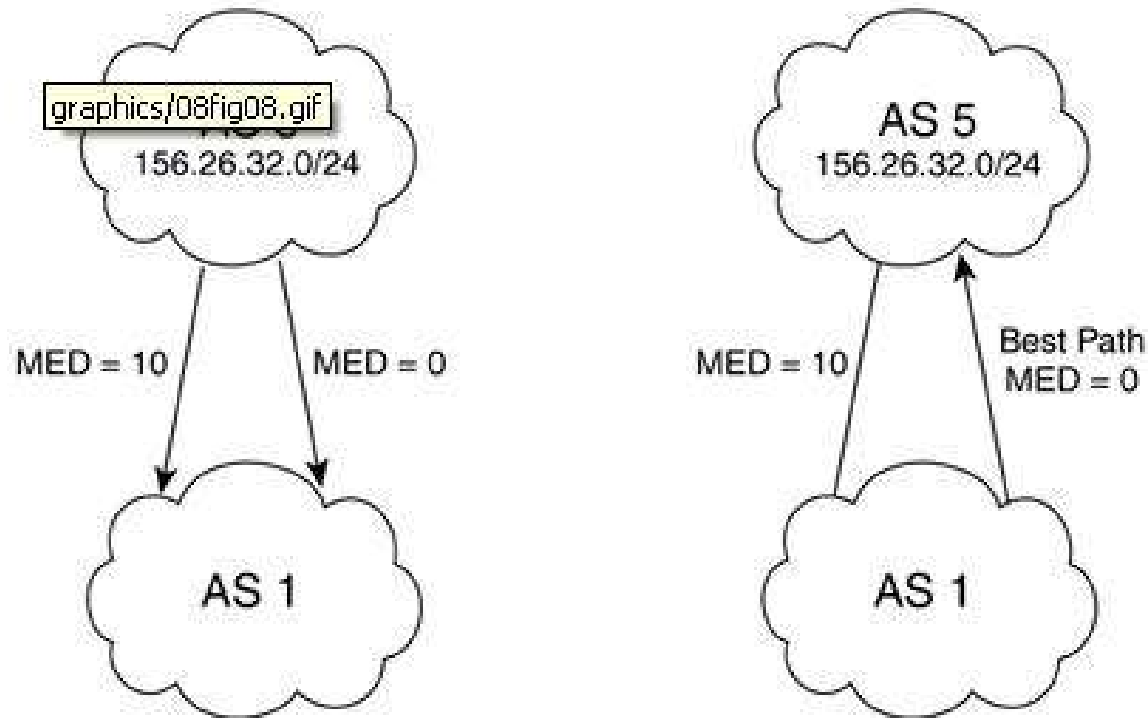 graphics/08fig08.gif
156.26.32.0/24
MED = 10
MED = 0
AS 1
AS 5
156.26.32.0/24
MED = 10
Best Path
MED = 0
AS 1